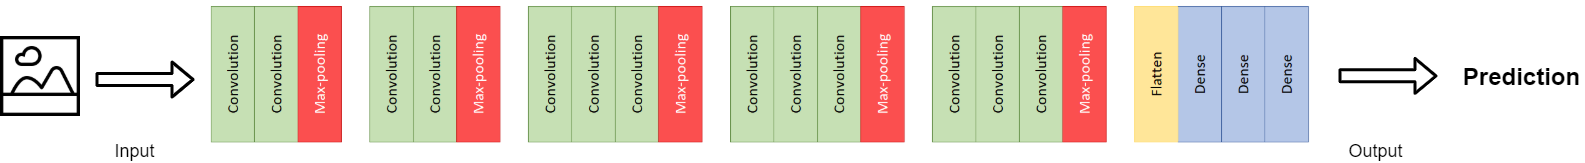 Convolution
Convolution
Max-pooling
Convolution
Convolution
Max-pooling
Convolution
Convolution
Convolution
Max-pooling
Convolution
Convolution
Convolution
Max-pooling
Convolution
Convolution
Convolution
Max-pooling
Flatten
Dense
Dense
Dense
Prediction
Input
Output